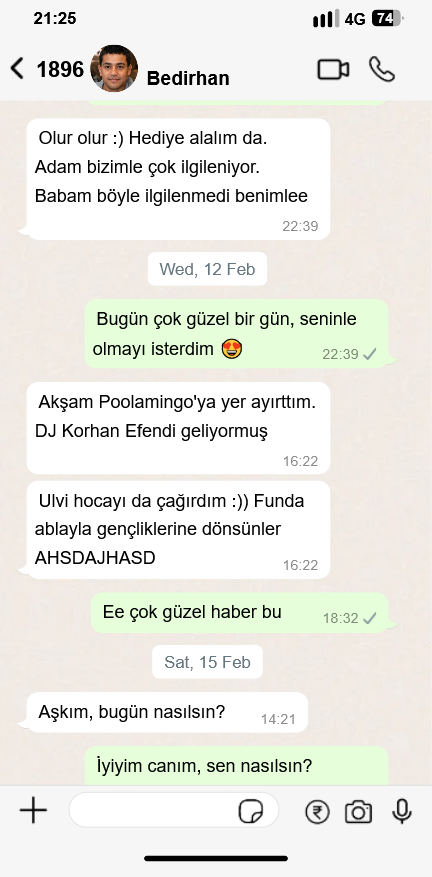 21:25
4G 74
1896 Bedirhan
Olur olur :) Hediye alalım da.
Adam bizimle çok ilgileniyor.
Babam böyle ilgilenmedi benimlee
22:39
Wed, 12 Feb
Bugün çok güzel bir gün, seninle
olmayı isterdim 😍
22:39
Akşam Poolamingo'ya yer ayırttım.
DJ Korhan Efendi geliyormuş
16:22
Ulvi hocayı da çağırdım :)) Funda
ablayla gençliklerine dönsünler
AHSDAJHASD
16:22
Ee çok güzel haber bu
18:32
Sat, 15 Feb
Aşkım, bugün nasılsın?
14:21
İyiyim canım, sen nasılsın?
₹